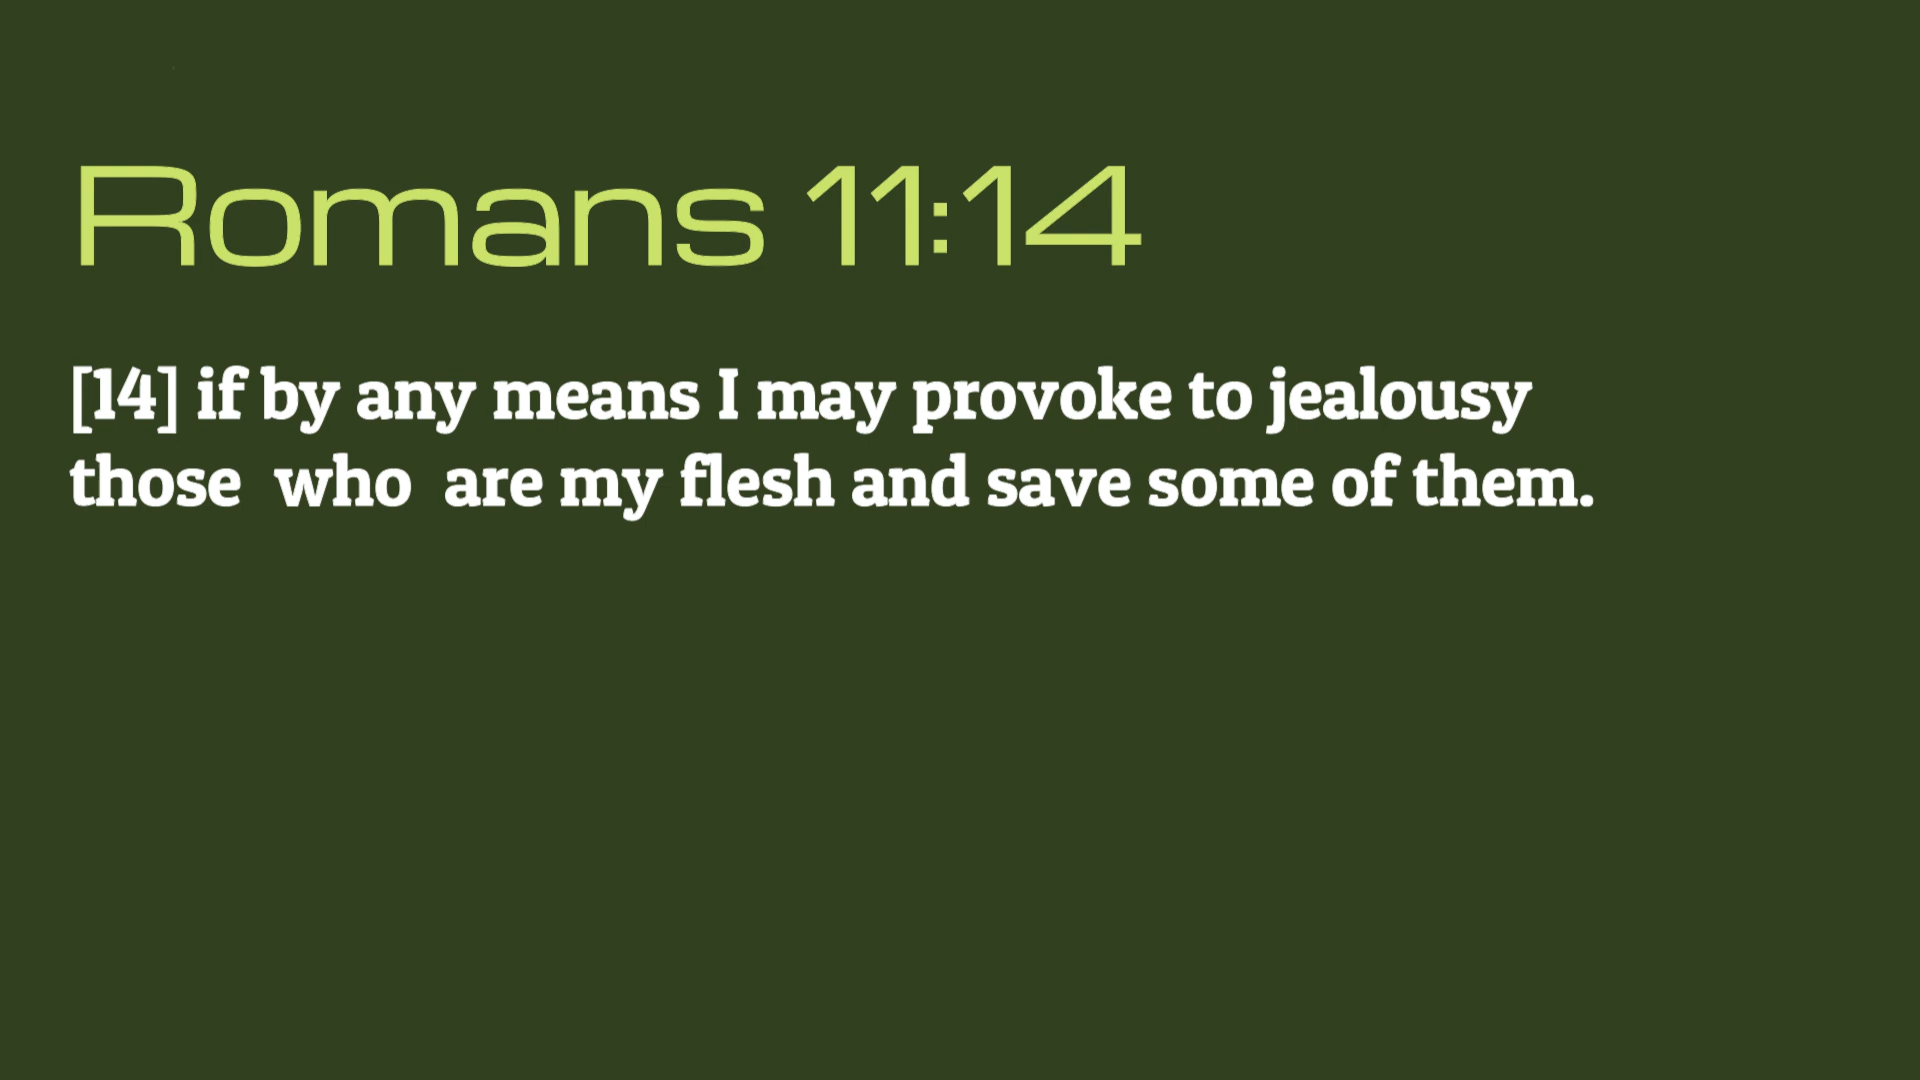 Romans 11:14
[14] if by any means I may provoke to jealousy
those  who  are my flesh and save some of them.